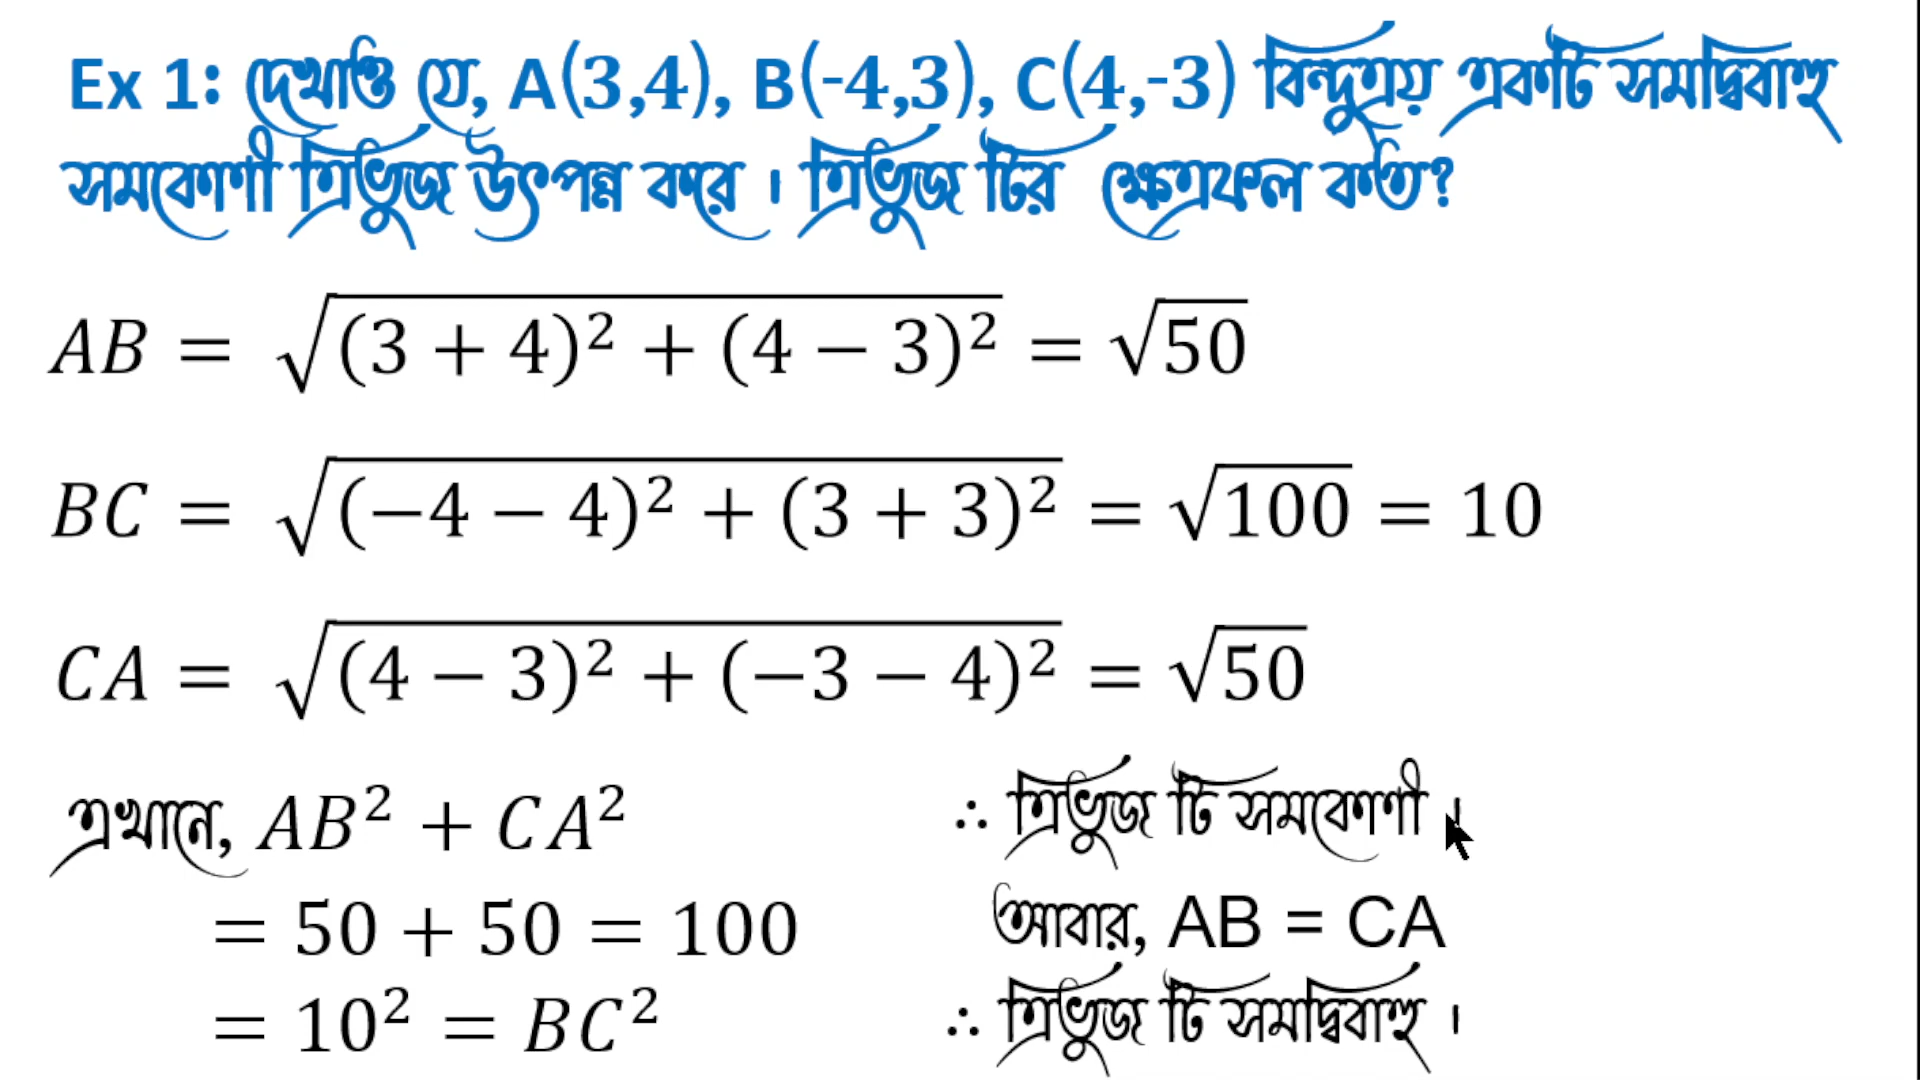 Ex 1: দেখাও যে, A(3,4), B(-4,3), C(4,-3) বিন্দুত্রয় একটি সমদ্বিবাহু
সমকোণী ত্রিভুজ উৎপন্ন করে । ত্রিভুজ টির ক্ষেত্রফল কত?
AB = √((3 + 4)² + (4 − 3)²) = √50
BC = √((−4 − 4)² + (3 + 3)²) = √100 = 10
CA = √((4 − 3)² + (−3 − 4)²) = √50
এখানে, AB² + CA²
= 50 + 50 = 100
= 10² = BC²
∴ ত্রিভুজ টি সমকোণী ।
আবার, AB = CA
∴ ত্রিভুজ টি সমদ্বিবাহু ।